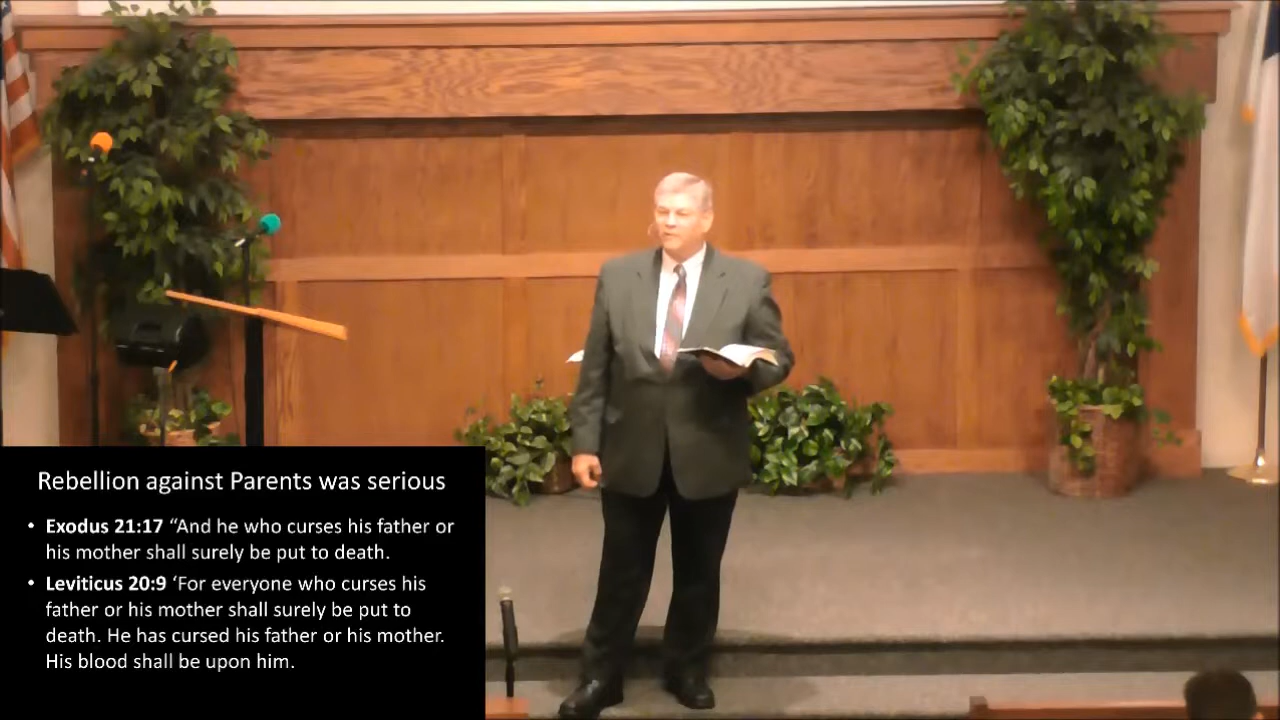 Rebellion against Parents was serious
• Exodus 21:17 “And he who curses his father or
his mother shall surely be put to death.
• Leviticus 20:9 ‘For everyone who curses his
father or his mother shall surely be put to
death. He has cursed his father or his mother.
His blood shall be upon him.